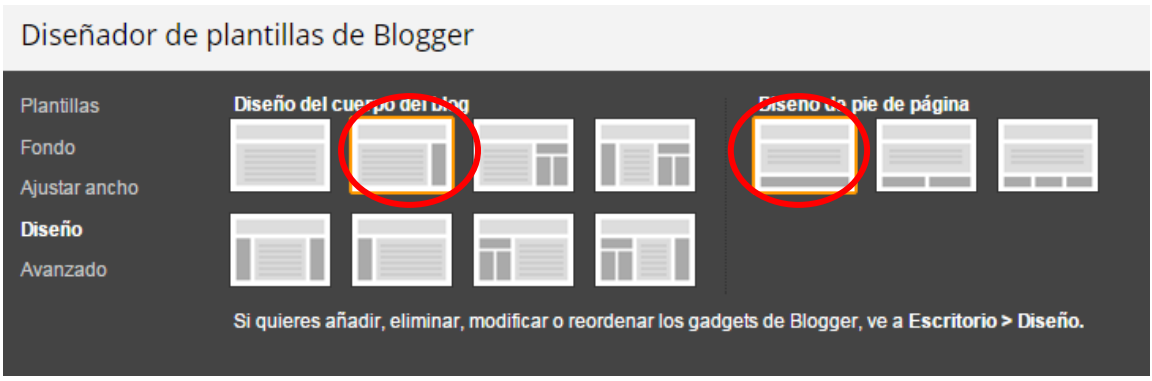 Diseñador de plantillas de Blogger
Plantillas
Fondo
Ajustar ancho
Diseño
Avanzado
Diseño del cuerpo del blog
Diseño de pie de página
Si quieres añadir, eliminar, modificar o reordenar los gadgets de Blogger, ve a Escritorio > Diseño.